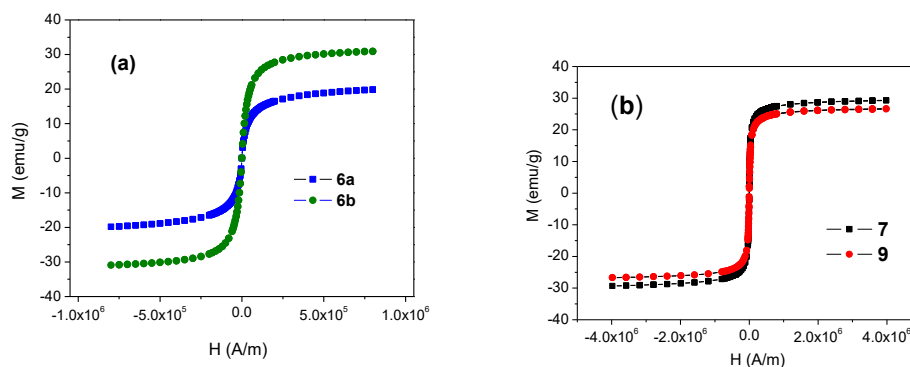 (a)
40
30
20
10
0
-10
-20
-30
-40
M (emu/g)
6a
6b
-1.0x10⁶ -5.0x10⁵ 0.0 5.0x10⁵ 1.0x10⁶
H (A/m)
(b)
40
30
20
10
0
-10
-20
-30
-40
M (emu/g)
7
9
-4.0x10⁶ -2.0x10⁶ 0.0 2.0x10⁶ 4.0x10⁶
H (A/m)